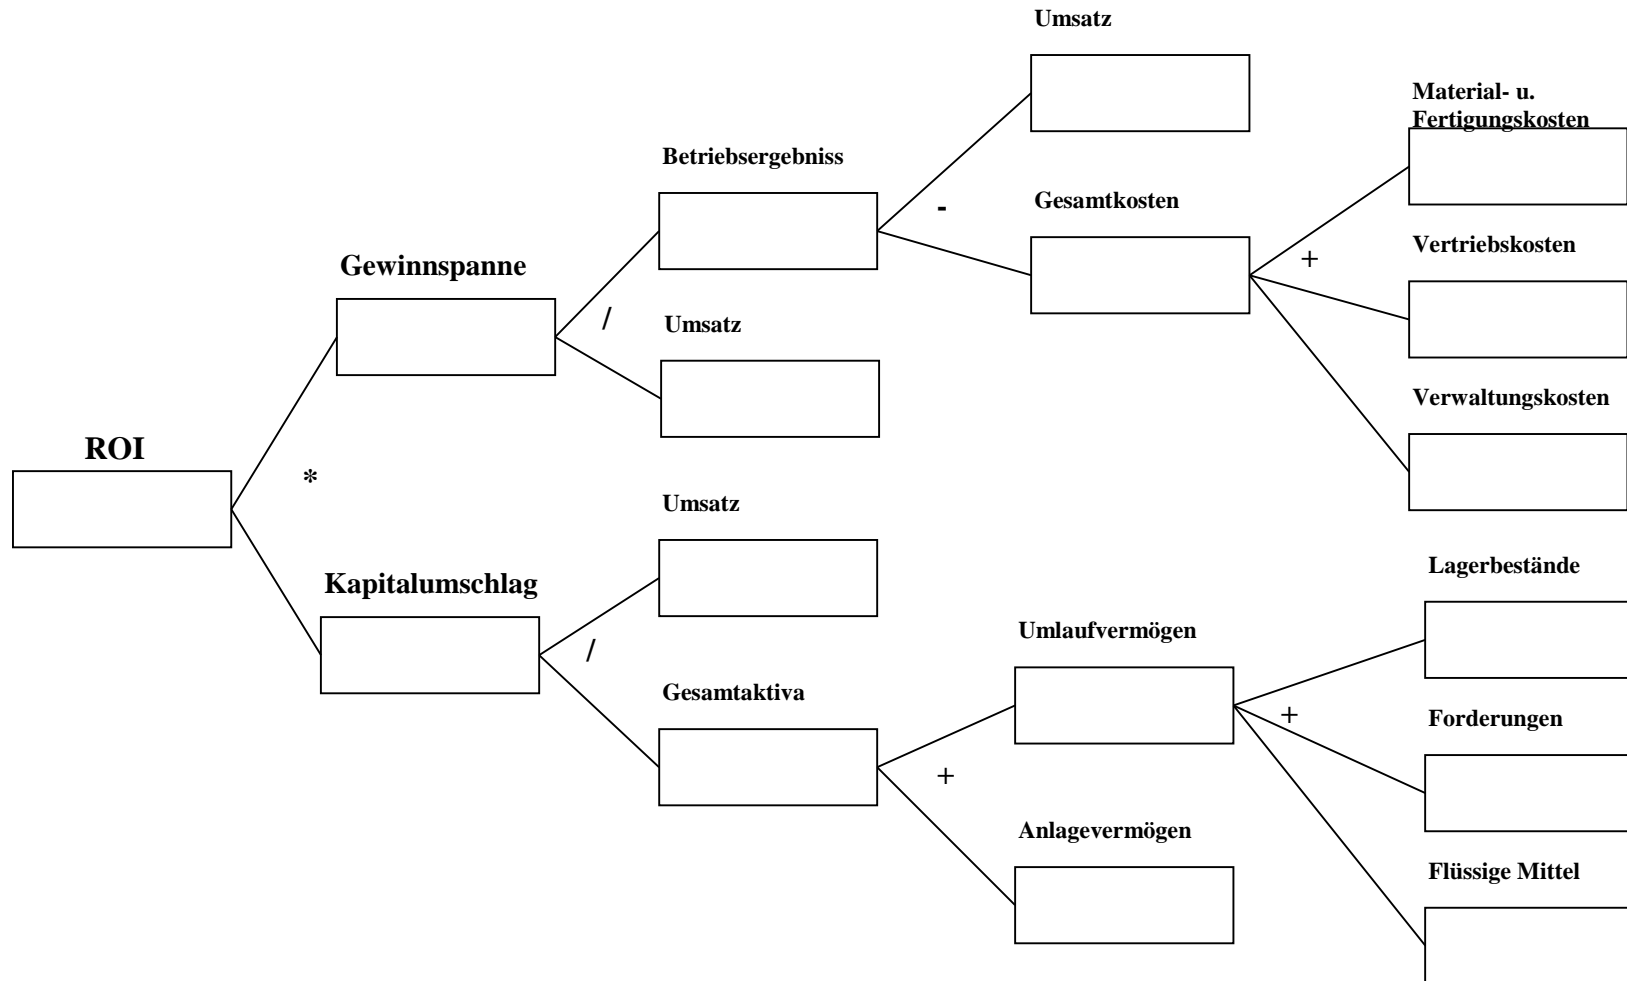 Umsatz
Material- u.
Fertigungskosten
Betriebsergebniss
-
Gesamtkosten
Vertriebskosten
+
Gewinnspanne
/
Umsatz
Verwaltungskosten
ROI
*
Umsatz
Lagerbestände
Kapitalumschlag
/
Umlaufvermögen
Gesamtaktiva
+
Forderungen
+
Anlagevermögen
Flüssige Mittel